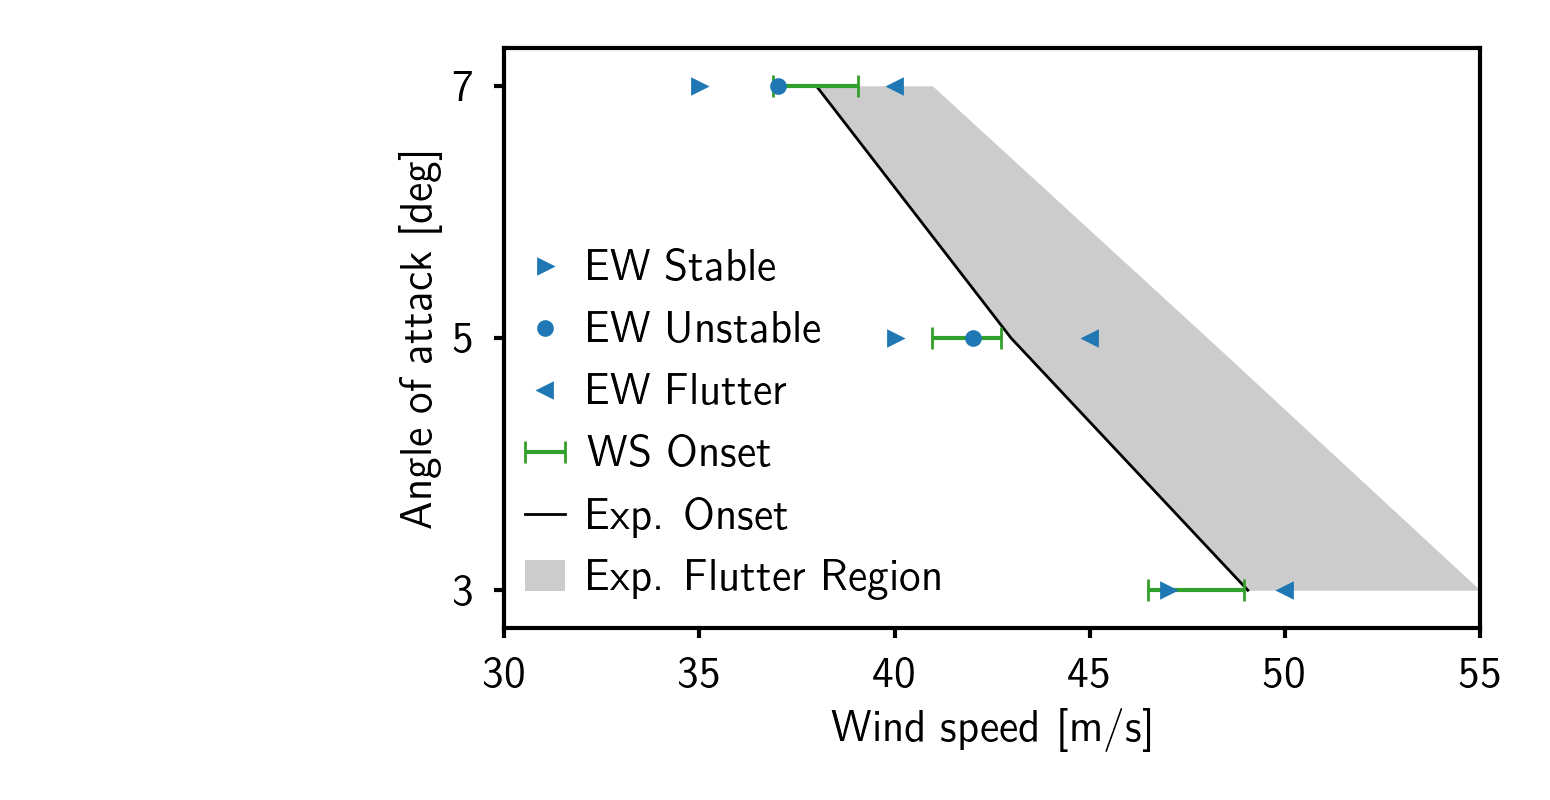 7
5
3
Angle of attack [deg]
EW Stable
EW Unstable
EW Flutter
WS Onset
Exp. Onset
Exp. Flutter Region
30 35 40 45 50 55
Wind speed [m/s]